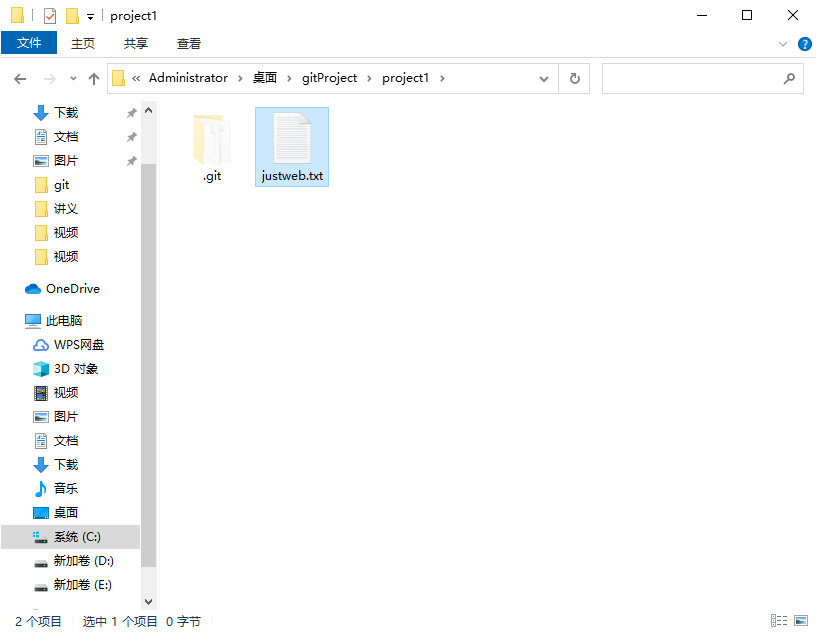 project1
文件 主页 共享 查看
« Administrator › 桌面 › gitProject › project1 ›
下载
文档
图片
git
讲义
视频
视频
OneDrive
此电脑
WPS网盘
3D 对象
视频
图片
文档
下载
音乐
桌面
系统 (C:)
新加卷 (D:)
新加卷 (E:)
.git
justweb.txt
2 个项目 选中 1 个项目 0 字节